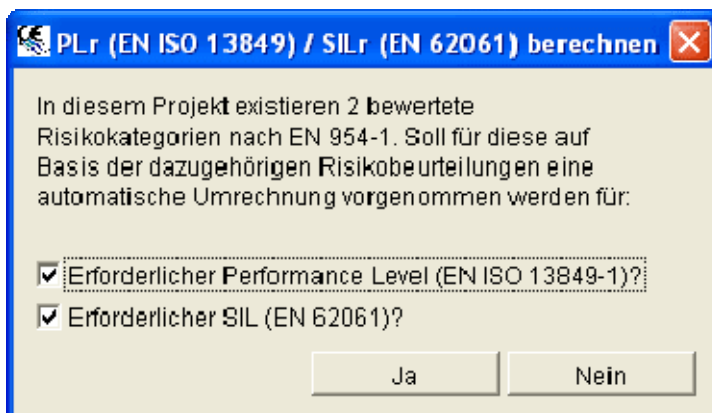 PLr (EN ISO 13849) / SILr (EN 62061) berechnen
In diesem Projekt existieren 2 bewertete
Risikokategorien nach EN 954-1. Soll für diese auf
Basis der dazugehörigen Risikobeurteilungen eine
automatische Umrechnung vorgenommen werden für:
Erforderlicher Performance Level (EN ISO 13849-1)?
Erforderlicher SIL (EN 62061)?
Ja Nein